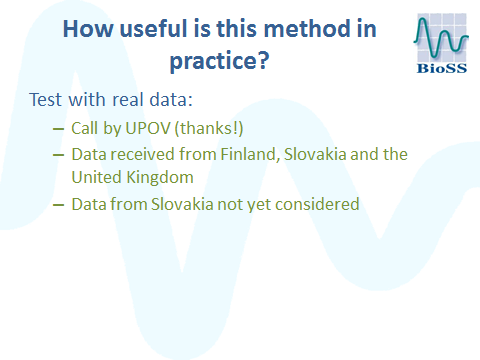 How useful is this method in
practice?
BioSS
Test with real data:
– Call by UPOV (thanks!)
– Data received from Finland, Slovakia and the
United Kingdom
– Data from Slovakia not yet considered